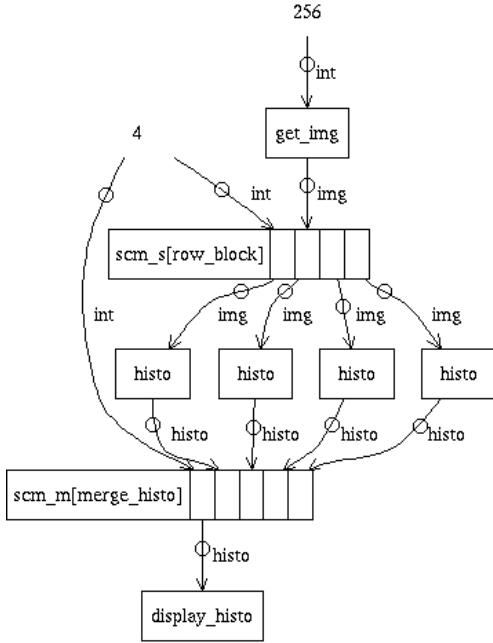 256
int
get_img
4
int
img
scm_s[row_block]
img
img
img
img
int
histo
histo
histo
histo
histo
histo
histo
histo
scm_m[merge_histo]
histo
display_histo